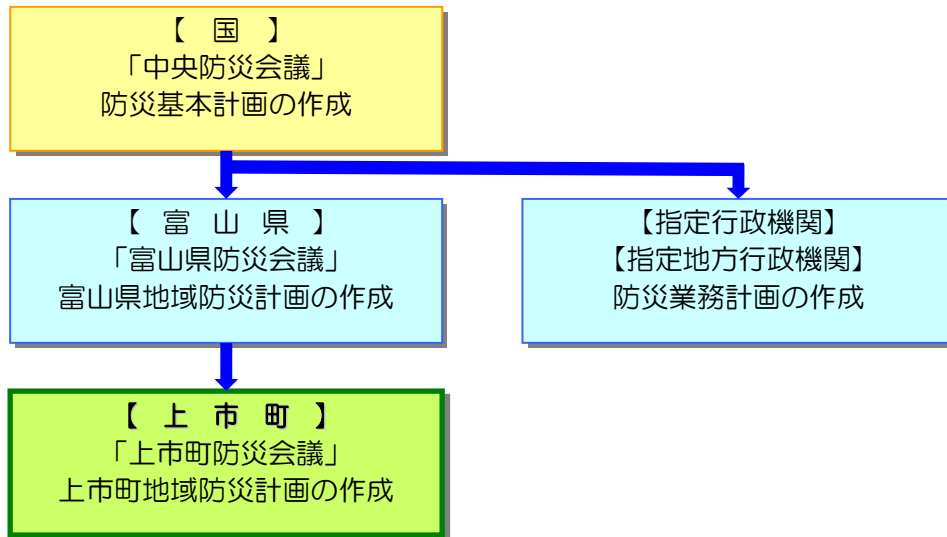 【　国　】
「中央防災会議」
防災基本計画の作成
【　富　山　県　】
「富山県防災会議」
富山県地域防災計画の作成
【指定行政機関】
【指定地方行政機関】
防災業務計画の作成
【　上　市　町　】
「上市町防災会議」
上市町地域防災計画の作成